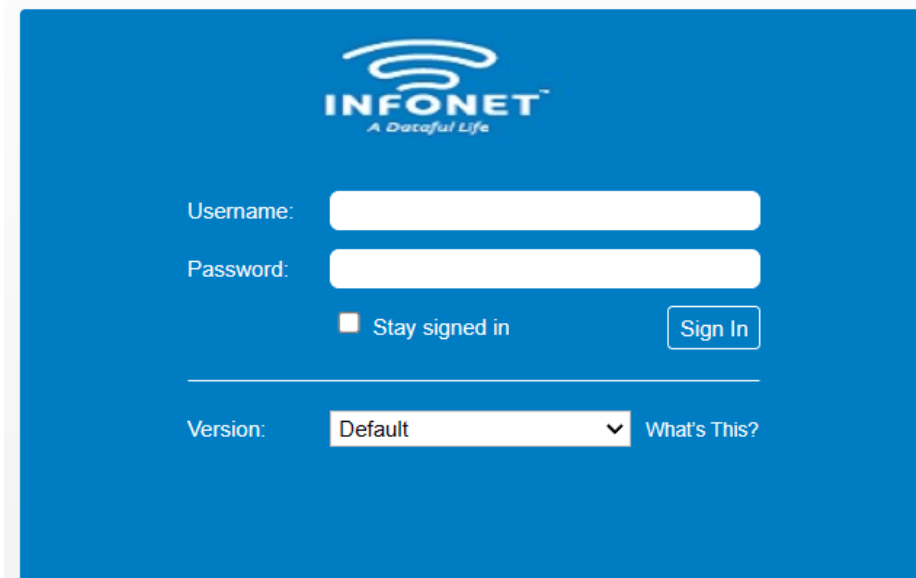 INFONET™
A Dataful Life
Username:
Password:
Stay signed in
Sign In
Version:
Default
What's This?